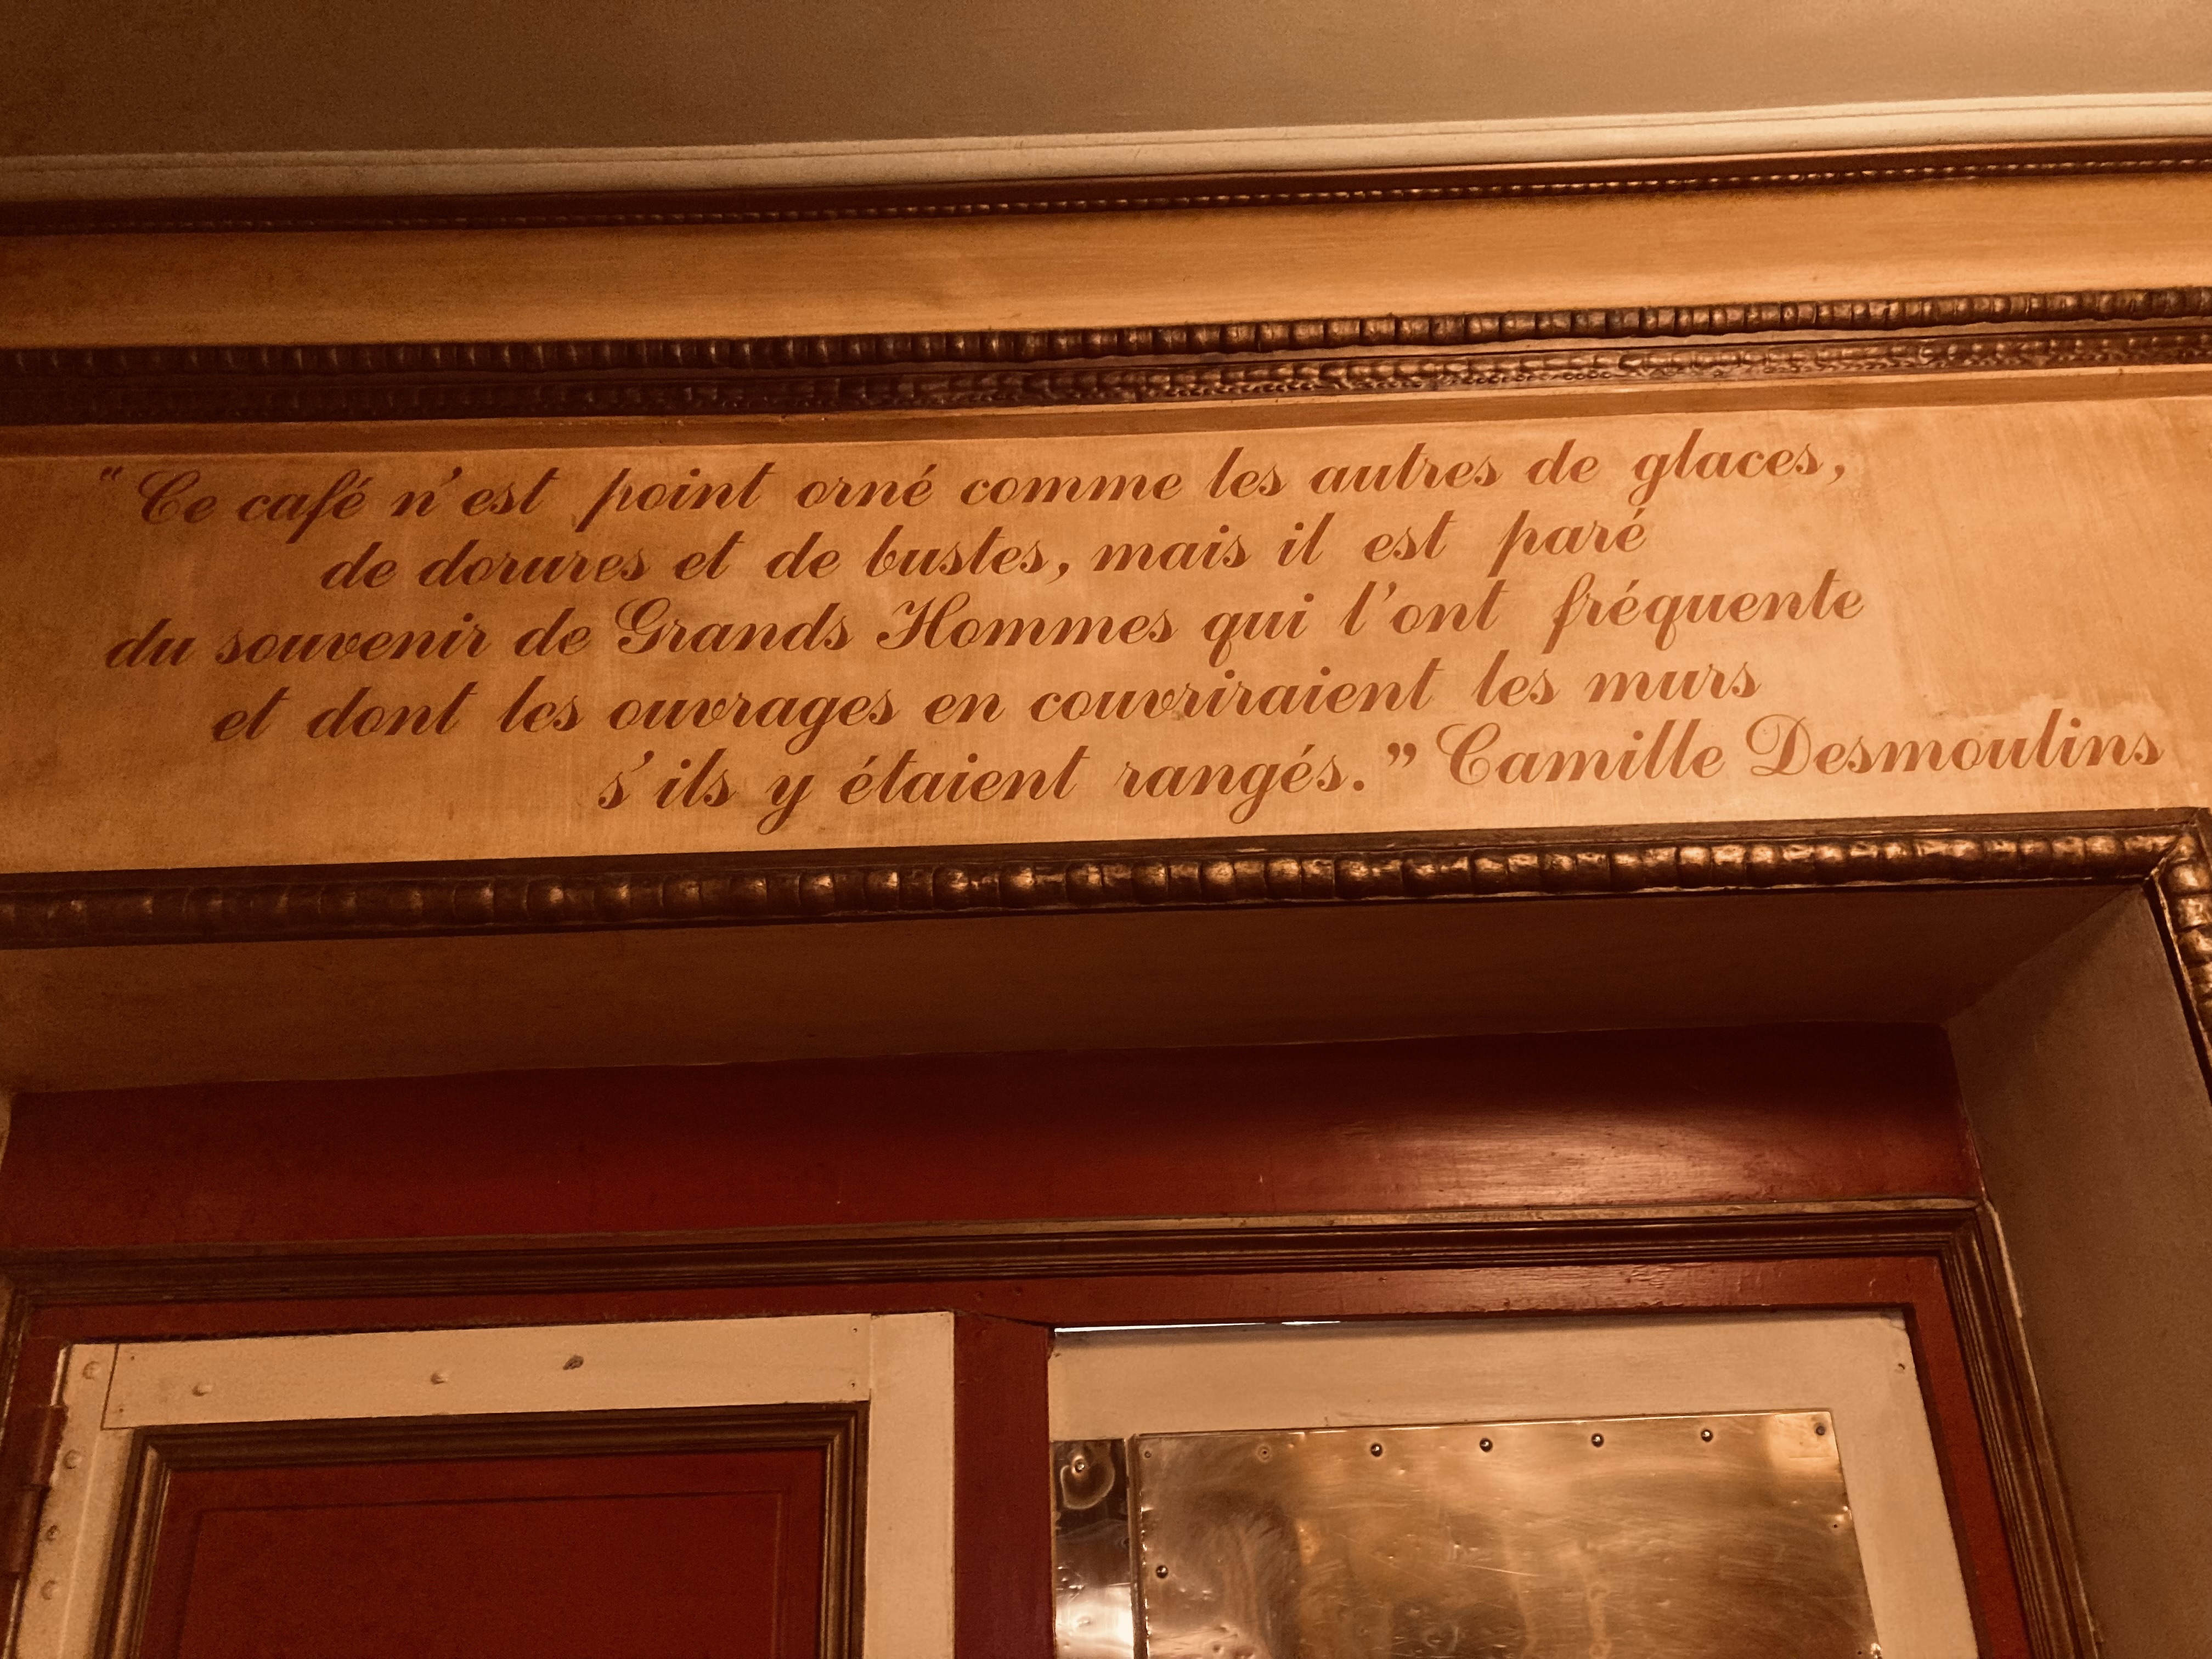 "Ce café n'est point orné comme les autres de glaces,
de dorures et de bustes, mais il est paré
du souvenir de Grands Hommes qui l'ont fréquente
et dont les ouvrages en couvriraient les murs
s'ils y étaient rangés." Camille Desmoulins